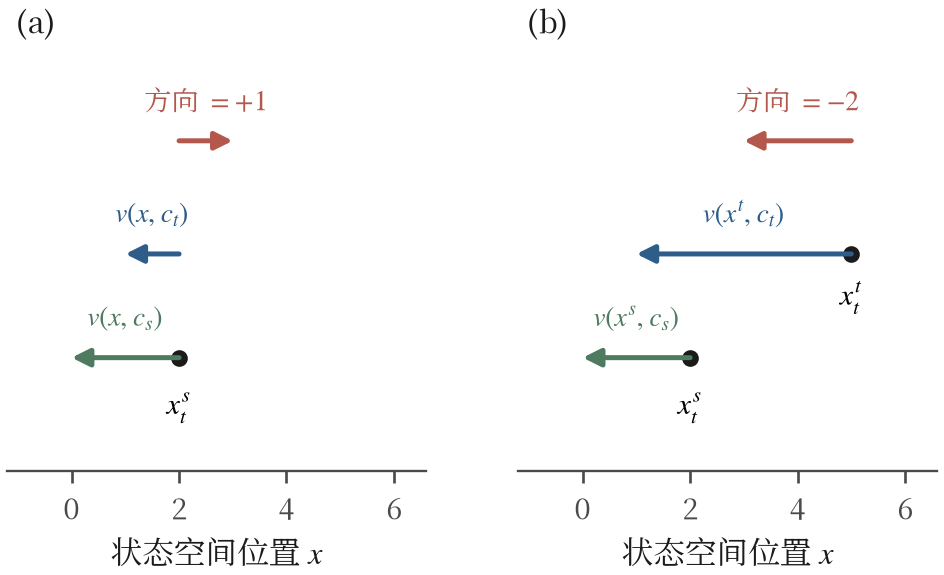 (a)
方向 = +1
v(x, c_t)
v(x, c_s)
x_t^s
0 2 4 6
状态空间位置 x
(b)
方向 = −2
v(x^t, c_t)
x_t^t
v(x^s, c_s)
x_t^s
0 2 4 6
状态空间位置 x